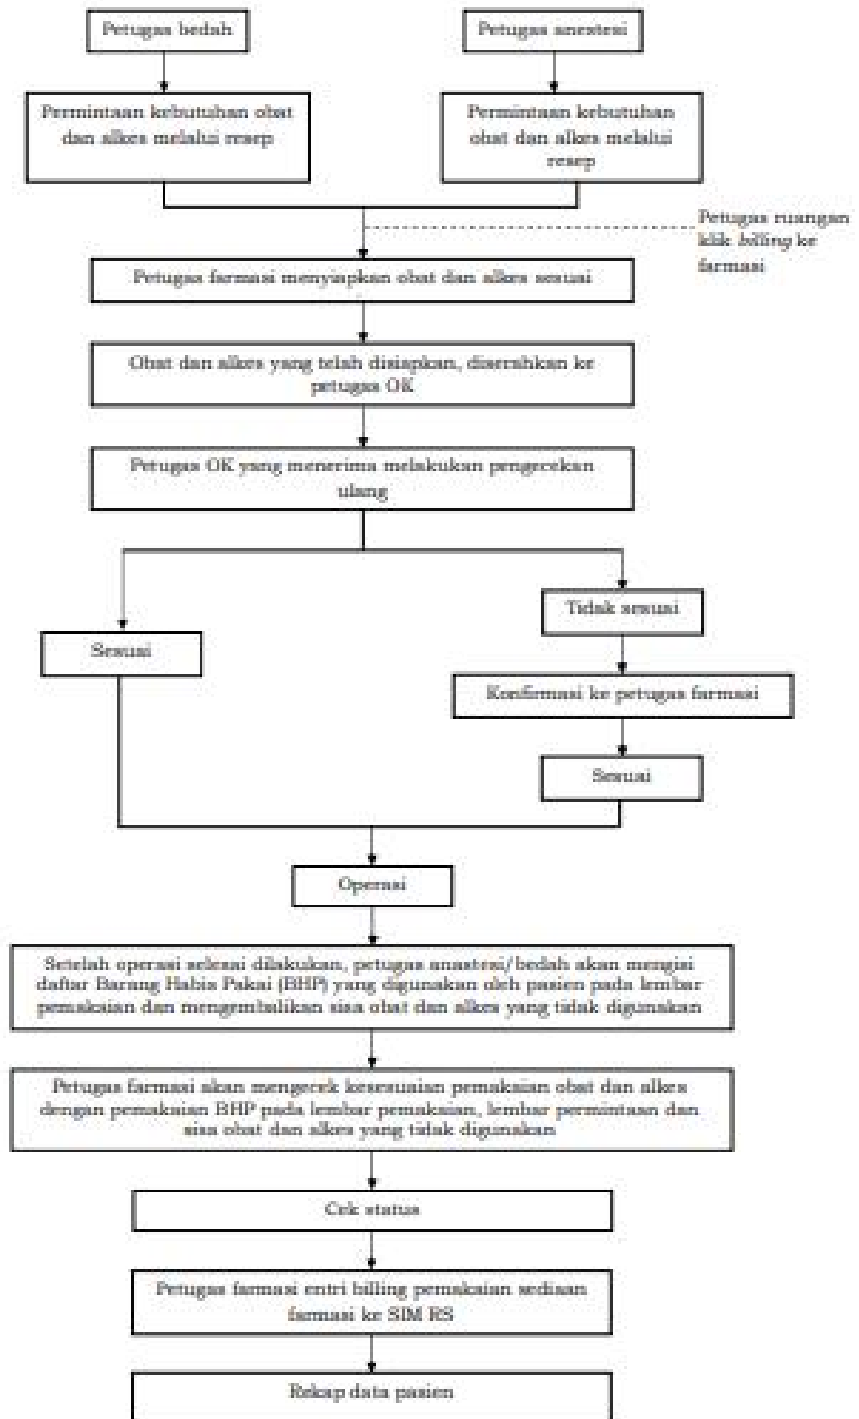 Petugas bedah
Petugas anestesi
Permintaan kebutuhan obat
dan alkes melalui resep
Permintaan kebutuhan
obat dan alkes melalui
resep
Petugas ruangan
klik billing ke
farmasi
Petugas farmasi menyiapkan obat dan alkes sesuai
Obat dan alkes yang telah disiapkan, diserahkan ke
petugas OK
Petugas OK yang menerima melakukan pengecekan
ulang
Tidak sesuai
Sesuai
Konfirmasi ke petugas farmasi
Sesuai
Operasi
Setelah operasi selesai dilakukan, petugas anastesi/bedah akan mengisi
daftar Barang Habis Pakai (BHP) yang digunakan oleh pasien pada lembar
pemakaian dan mengembalikan sisa obat dan alkes yang tidak digunakan
Petugas farmasi akan mengecek kesesuaian pemakaian obat dan alkes
dengan pemakaian BHP pada lembar pemakaian, lembar permintaan dan
sisa obat dan alkes yang tidak digunakan
Cek status
Petugas farmasi entri billing pemakaian sediaan
farmasi ke SIM RS
Rekap data pasien